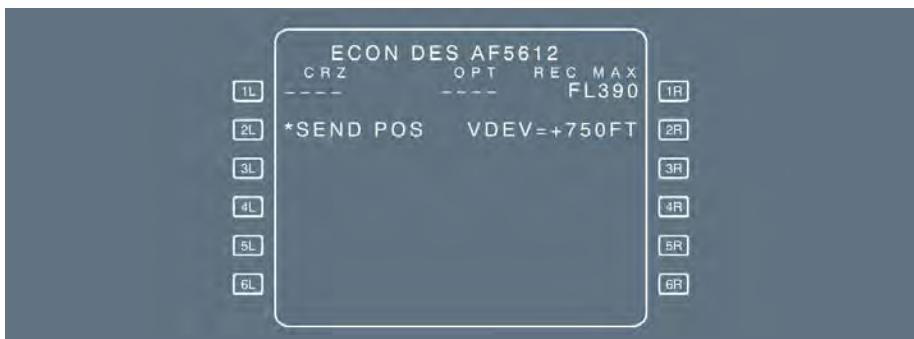 ECON DES AF5612
CRZ OPT REC MAX
1L ---- ---- FL390 1R
2L *SEND POS VDEV=+750FT 2R
3L 3R
4L 4R
5L 5R
6L 6R